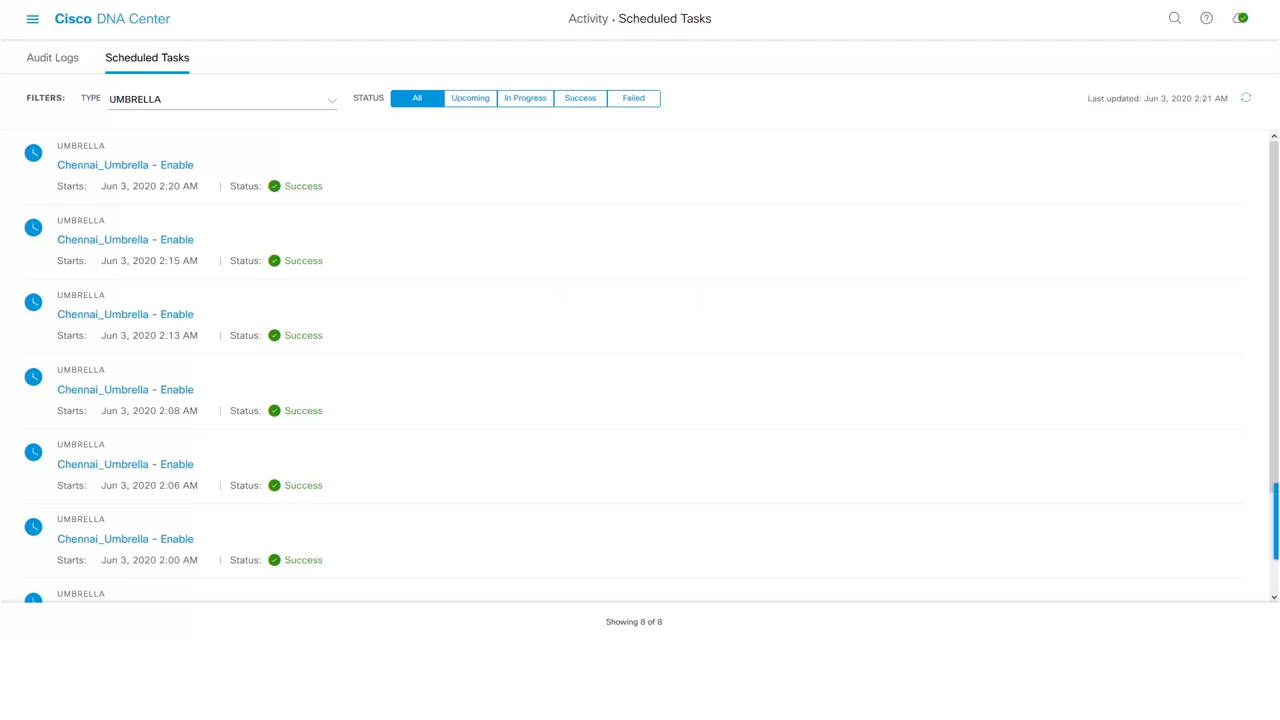 Cisco DNA Center
Activity • Scheduled Tasks
Audit Logs
Scheduled Tasks
FILTERS: TYPE UMBRELLA STATUS All Upcoming In Progress Success Failed
Last updated: Jun 3, 2020 2:21 AM
UMBRELLA
Chennai_Umbrella - Enable
Starts: Jun 3, 2020 2:20 AM | Status: Success
UMBRELLA
Chennai_Umbrella - Enable
Starts: Jun 3, 2020 2:15 AM | Status: Success
UMBRELLA
Chennai_Umbrella - Enable
Starts: Jun 3, 2020 2:13 AM | Status: Success
UMBRELLA
Chennai_Umbrella - Enable
Starts: Jun 3, 2020 2:08 AM | Status: Success
UMBRELLA
Chennai_Umbrella - Enable
Starts: Jun 3, 2020 2:06 AM | Status: Success
UMBRELLA
Chennai_Umbrella - Enable
Starts: Jun 3, 2020 2:00 AM | Status: Success
UMBRELLA
Showing 8 of 8